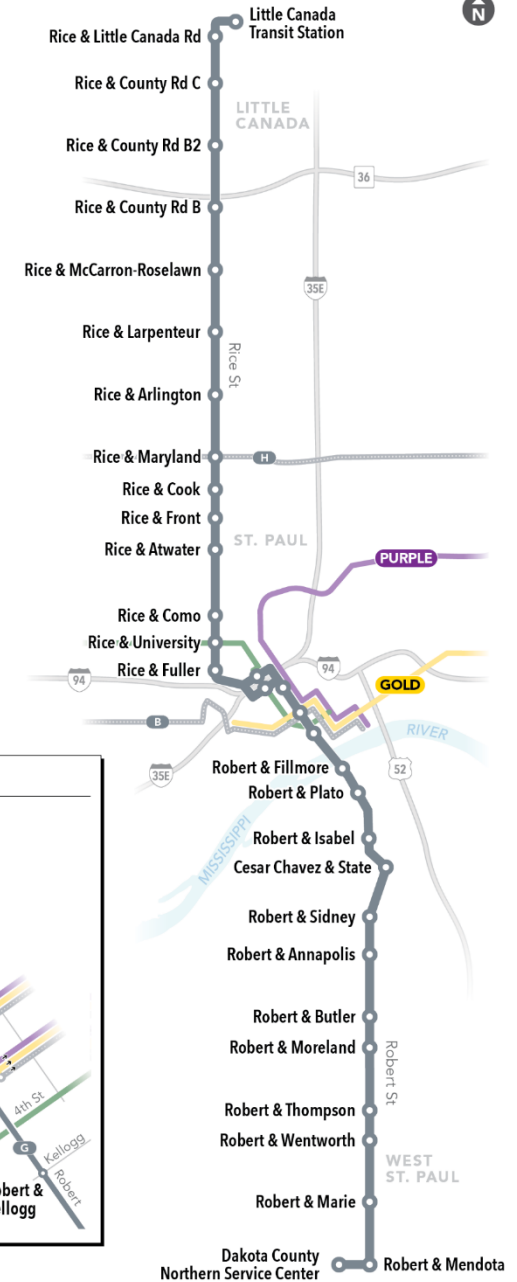 N
Little Canada
Transit Station
Rice & Little Canada Rd
Rice & County Rd C
LITTLE
CANADA
Rice & County Rd B2
36
Rice & County Rd B
Rice & McCarron-Roselawn
35E
Rice & Larpenteur
Rice St
Rice & Arlington
Rice & Maryland
H
Rice & Cook
Rice & Front
ST. PAUL
Rice & Atwater
PURPLE
Rice & Como
Rice & University
Rice & Fuller
94
94
GOLD
B
RIVER
35E
52
Robert & Fillmore
Robert & Plato
MISSISSIPPI
Robert & Isabel
Cesar Chavez & State
Robert & Sidney
Robert & Annapolis
Robert & Butler
Robert & Moreland
Robert St
Robert & Thompson
Robert & Wentworth
4th St
G
Kellogg
Robert
bert &
llogg
WEST
ST. PAUL
Robert & Marie
Dakota County
Northern Service Center
Robert & Mendota